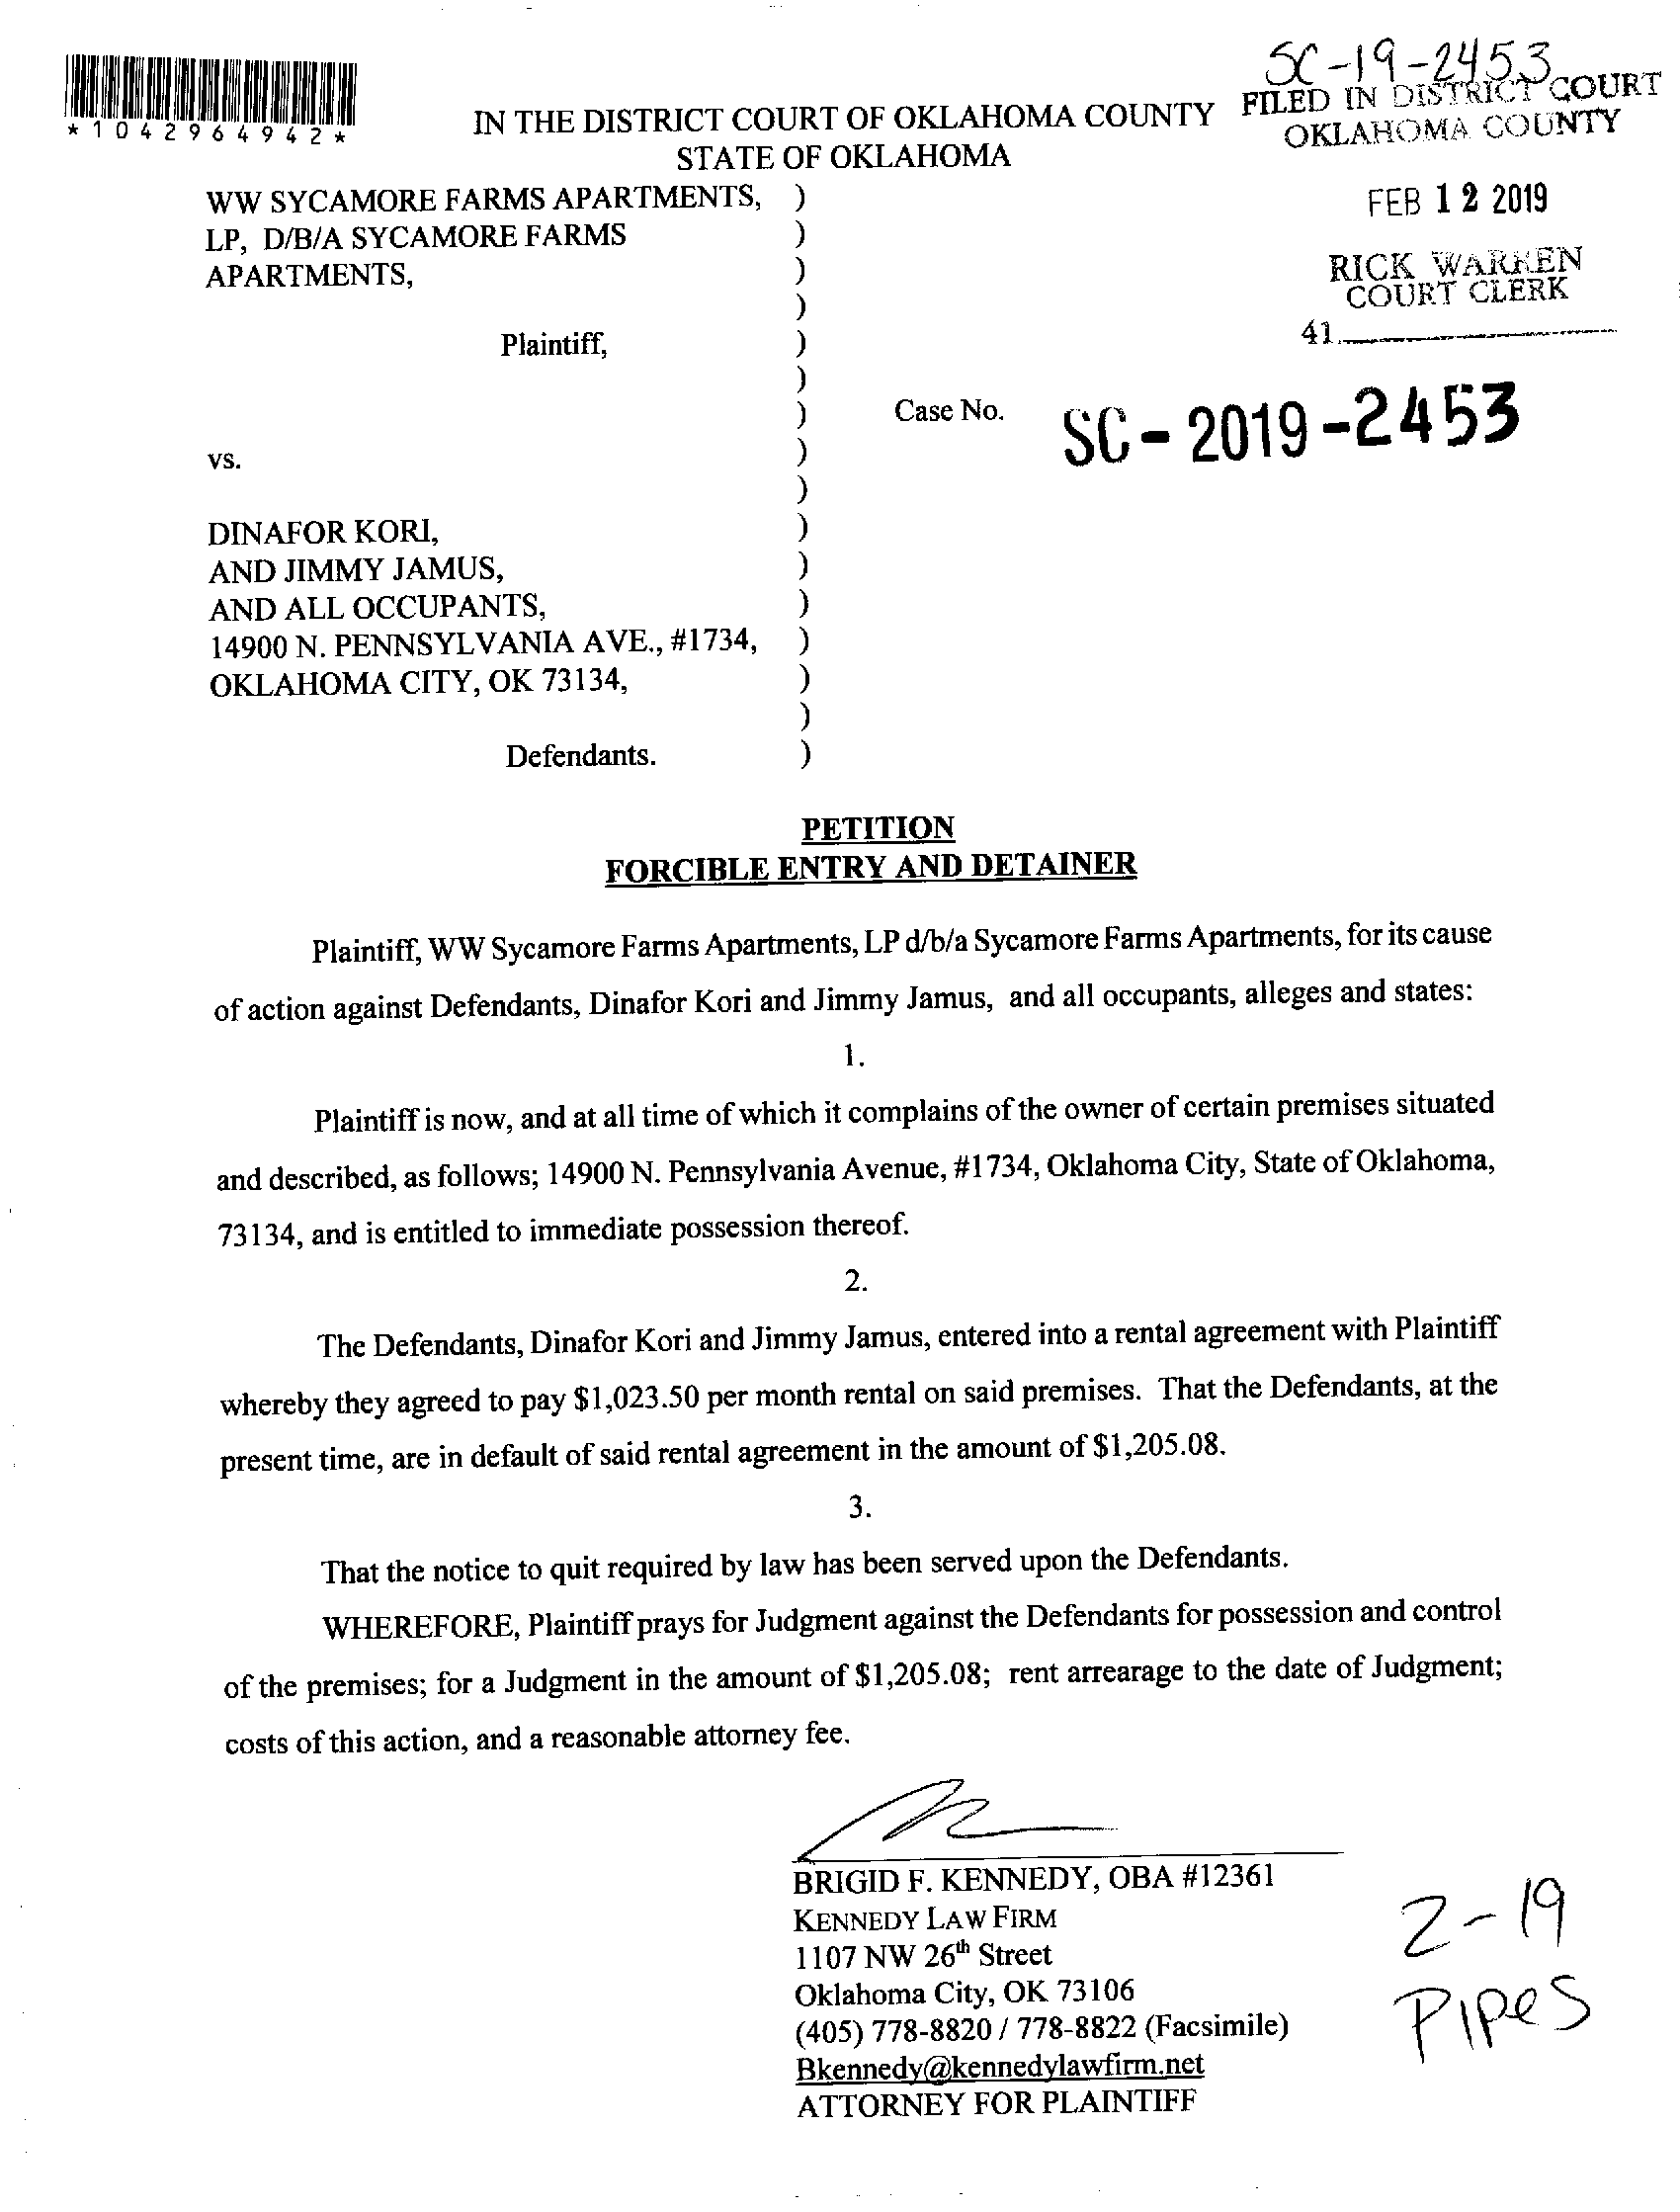 SC-19-2453
FILED IN DISTRICT COURT
OKLAHOMA COUNTY
*1042964942*
IN THE DISTRICT COURT OF OKLAHOMA COUNTY
STATE OF OKLAHOMA
FEB 12 2019
RICK WARREN
COURT CLERK
41
WW SYCAMORE FARMS APARTMENTS, )
LP, D/B/A SYCAMORE FARMS )
APARTMENTS, )
)
Plaintiff, )
)
) Case No. SC-2019-2453
vs. )
)
DINAFOR KORI, )
AND JIMMY JAMUS, )
AND ALL OCCUPANTS, )
14900 N. PENNSYLVANIA AVE., #1734, )
OKLAHOMA CITY, OK 73134, )
)
Defendants. )
PETITION
FORCIBLE ENTRY AND DETAINER
Plaintiff, WW Sycamore Farms Apartments, LP d/b/a Sycamore Farms Apartments, for its cause
of action against Defendants, Dinafor Kori and Jimmy Jamus, and all occupants, alleges and states:
1.
Plaintiff is now, and at all time of which it complains of the owner of certain premises situated
and described, as follows; 14900 N. Pennsylvania Avenue, #1734, Oklahoma City, State of Oklahoma,
73134, and is entitled to immediate possession thereof.
2.
The Defendants, Dinafor Kori and Jimmy Jamus, entered into a rental agreement with Plaintiff
whereby they agreed to pay $1,023.50 per month rental on said premises. That the Defendants, at the
present time, are in default of said rental agreement in the amount of $1,205.08.
3.
That the notice to quit required by law has been served upon the Defendants.
WHEREFORE, Plaintiff prays for Judgment against the Defendants for possession and control
of the premises; for a Judgment in the amount of $1,205.08; rent arrearage to the date of Judgment;
costs of this action, and a reasonable attorney fee.
BRIGID F. KENNEDY, OBA #12361
KENNEDY LAW FIRM
1107 NW 26th Street
Oklahoma City, OK 73106
(405) 778-8820 / 778-8822 (Facsimile)
Bkennedy@kennedylawfirm.net
ATTORNEY FOR PLAINTIFF
2-19
Pipes